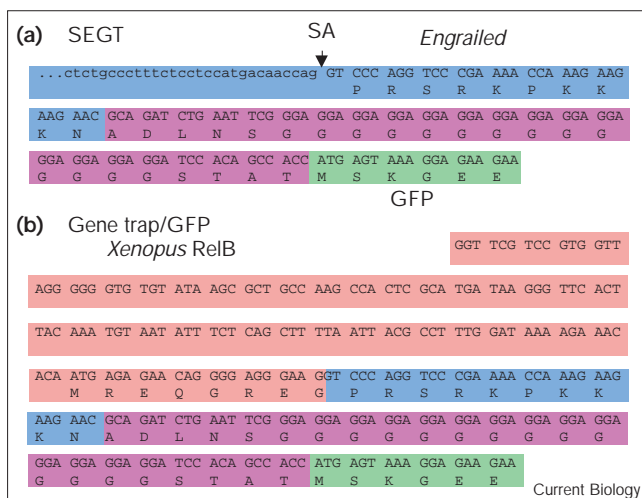 (a) SEGT SA Engrailed
...ctctgccctttctcctccatgacaaccag GT CCC AGG TCC CGA AAA CCA AAG AAG
P R S R K P K K
AAG AAC GCA GAT CTG AAT TCG GGA GGA GGA GGA GGA GGA GGA GGA GGA
K N A D L N S G G G G G G G G G
GGA GGA GGA GGA TCC ACA GCC ACC ATG AGT AAA GGA GAA GAA
G G G G S T A T M S K G E E
GFP
(b) Gene trap/GFP
Xenopus RelB
GGT TCG TCC GTG GTT
AGG GGG GTG TGT ATA AGC GCT GCC AAG CCA CTC GCA TGA TAA GGG TTC ACT
TAC AAA TGT AAT ATT TCT CAG CTT TTA ATT ACG CCT TTG GAT AAA AGA AAC
ACA ATG AGA GAA CAG GGG AGG GAA GGT CCC AGG TCC CGA AAA CCA AAG AAG
M R E Q G R E G P R S R K P K K
AAG AAC GCA GAT CTG AAT TCG GGA GGA GGA GGA GGA GGA GGA GGA GGA
K N A D L N S G G G G G G G G G
GGA GGA GGA GGA TCC ACA GCC ACC ATG AGT AAA GGA GAA GAA
G G G G S T A T M S K G E E
Current Biology